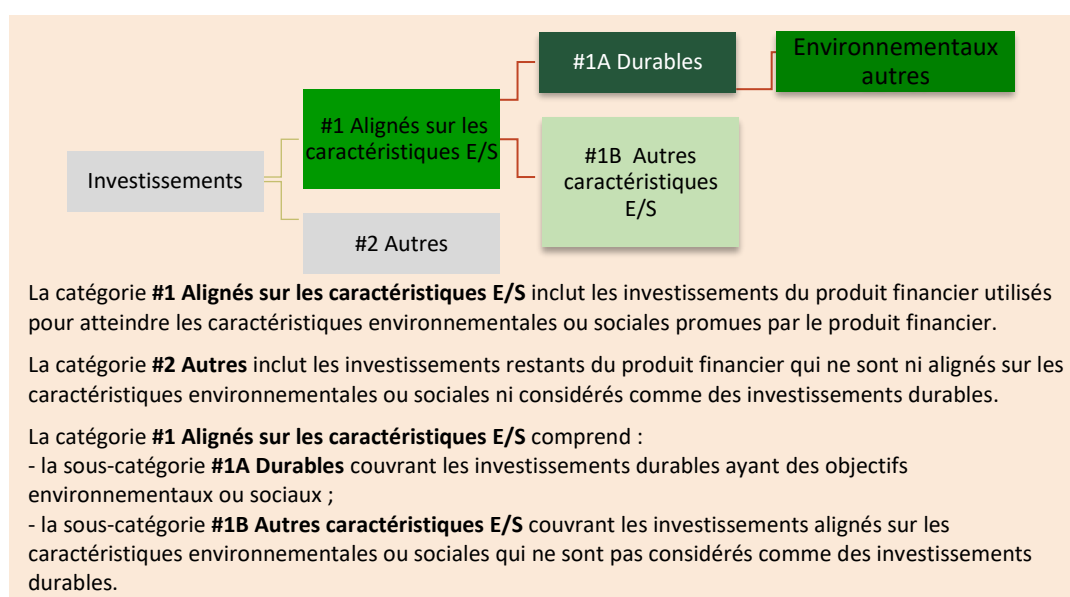 Environnementaux
autres
#1A Durables
#1 Alignés sur les
caractéristiques E/S
#1B Autres
caractéristiques
E/S
Investissements
#2 Autres
La catégorie #1 Alignés sur les caractéristiques E/S inclut les investissements du produit financier utilisés
pour atteindre les caractéristiques environnementales ou sociales promues par le produit financier.
La catégorie #2 Autres inclut les investissements restants du produit financier qui ne sont ni alignés sur les
caractéristiques environnementales ou sociales ni considérés comme des investissements durables.
La catégorie #1 Alignés sur les caractéristiques E/S comprend :
- la sous-catégorie #1A Durables couvrant les investissements durables ayant des objectifs
environnementaux ou sociaux ;
- la sous-catégorie #1B Autres caractéristiques E/S couvrant les investissements alignés sur les
caractéristiques environnementales ou sociales qui ne sont pas considérés comme des investissements
durables.